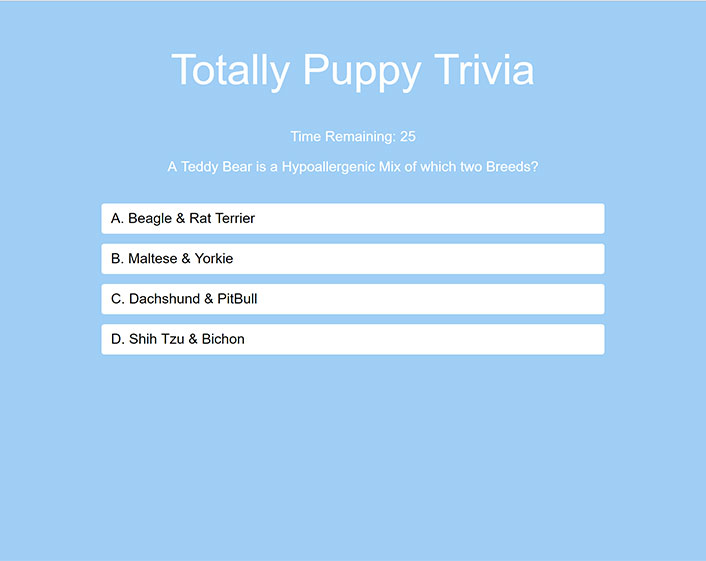 Totally Puppy Trivia
Time Remaining: 25
A Teddy Bear is a Hypoallergenic Mix of which two Breeds?
A. Beagle & Rat Terrier
B. Maltese & Yorkie
C. Dachshund & PitBull
D. Shih Tzu & Bichon